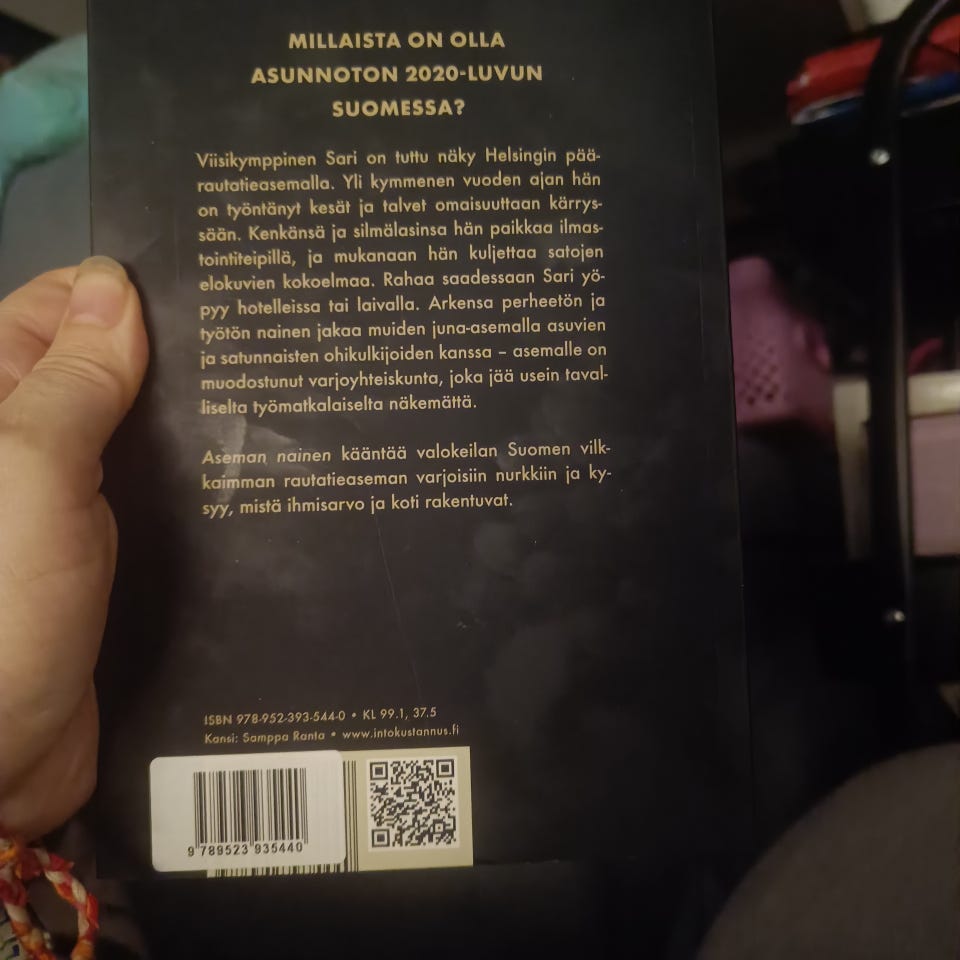 MILLAISTA ON OLLA
ASUNNOTON 2020-LUVUN
SUOMESSA?
Viisikymppinen Sari on tuttu näky Helsingin pää-
rautatieasemalla. Yli kymmenen vuoden ajan hän
on työntänyt kesät ja talvet omaisuuttaan kärrys-
sään. Kenkänsä ja silmälasinsa hän paikkaa ilmas-
tointiteipillä, ja mukanaan hän kuljettaa satojen
elokuvien kokoelmaa. Rahaa saadessaan Sari yö-
pyy hotelleissa tai laivalla. Arkensa perheetön ja
työtön nainen jakaa muiden juna-asemalla asuvien
ja satunnaisten ohikulkijoiden kanssa – asemalle on
muodostunut varjoyhteiskunta, joka jää usein taval-
liselta työmatkalaiselta näkemättä.
Aseman nainen kääntää valokeilan Suomen vilk-
kaimman rautatieaseman varjoisiin nurkkiin ja ky-
syy, mistä ihmisarvo ja koti rakentuvat.
ISBN 978-952-393-544-0 • KL 99.1, 37.5
Kansi: Samppa Ranta • www.intokustannus.fi
9 789523 935440